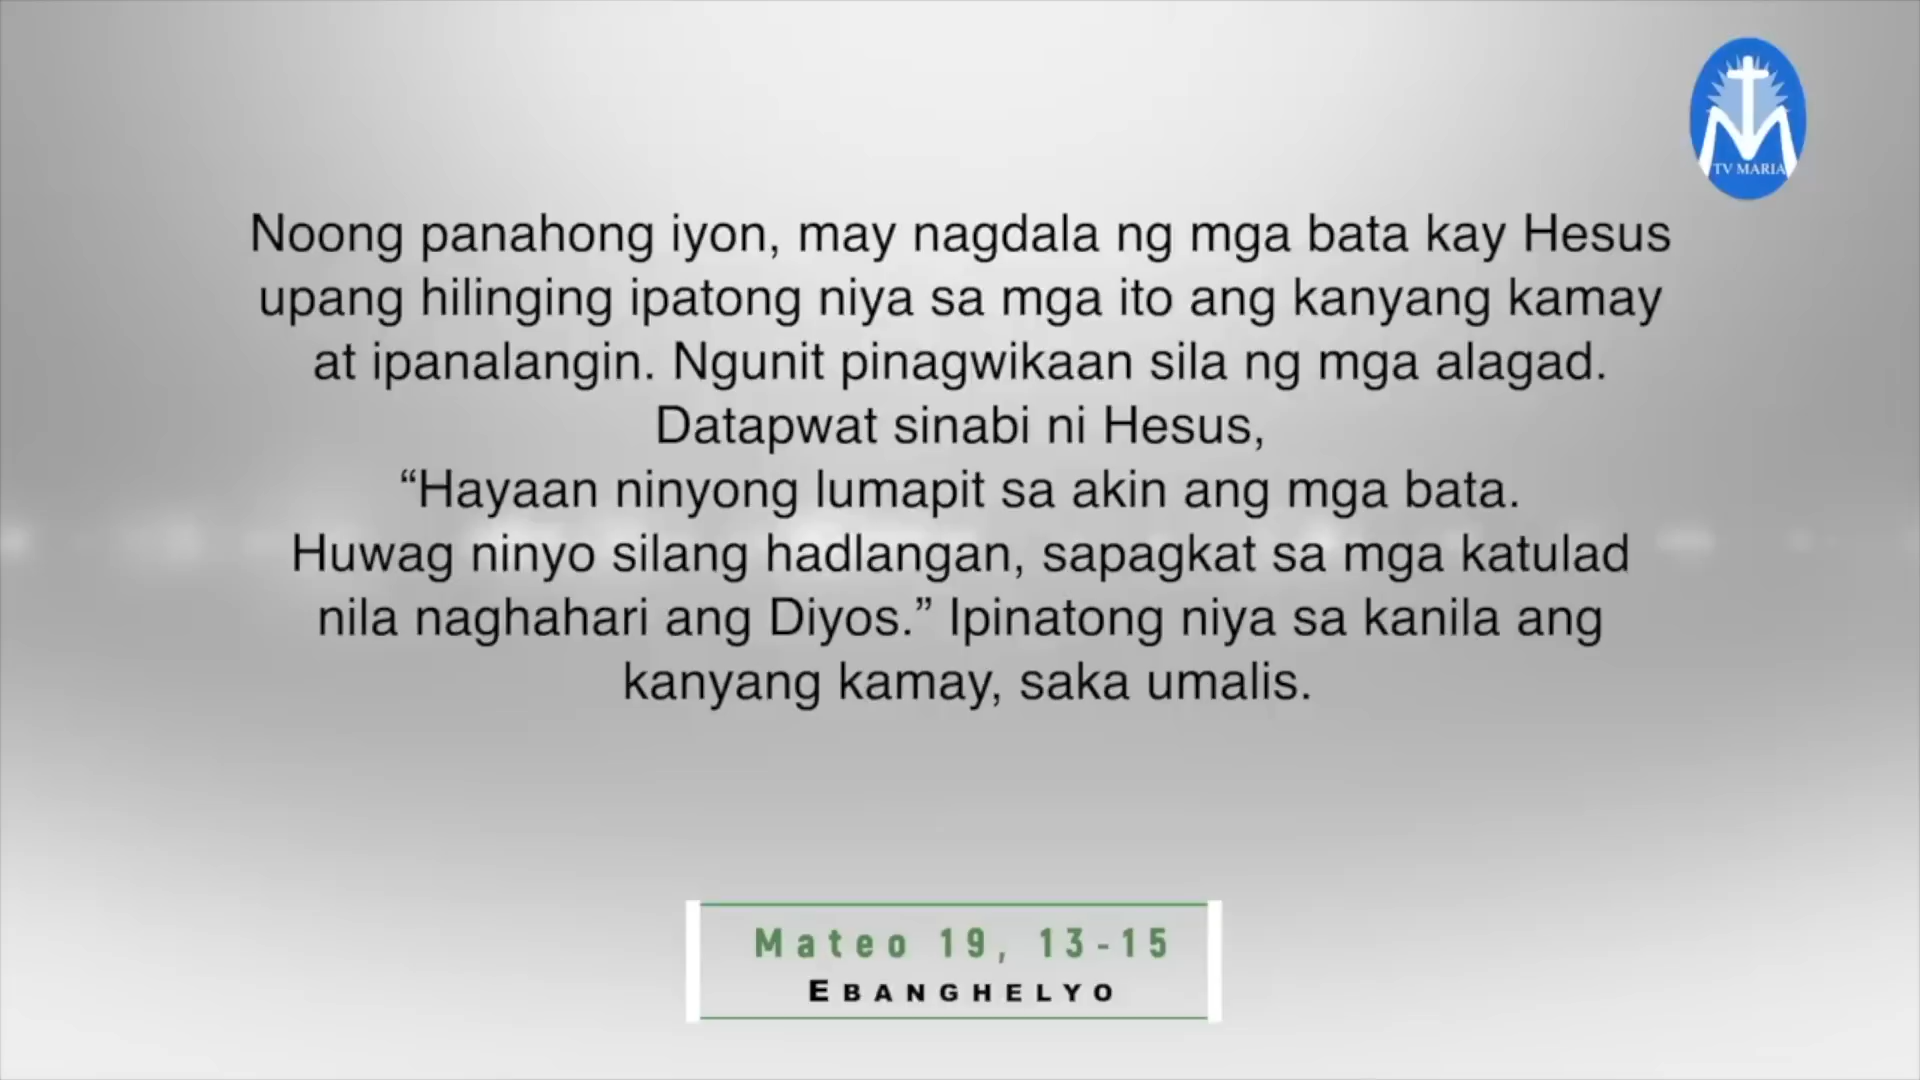 TV MARIA
Noong panahong iyon, may nagdala ng mga bata kay Hesus
upang hilinging ipatong niya sa mga ito ang kanyang kamay
at ipanalangin. Ngunit pinagwikaan sila ng mga alagad.
Datapwat sinabi ni Hesus,
“Hayaan ninyong lumapit sa akin ang mga bata.
Huwag ninyo silang hadlangan, sapagkat sa mga katulad
nila naghahari ang Diyos.” Ipinatong niya sa kanila ang
kanyang kamay, saka umalis.
Mateo 19, 13-15
EBANGHELYO